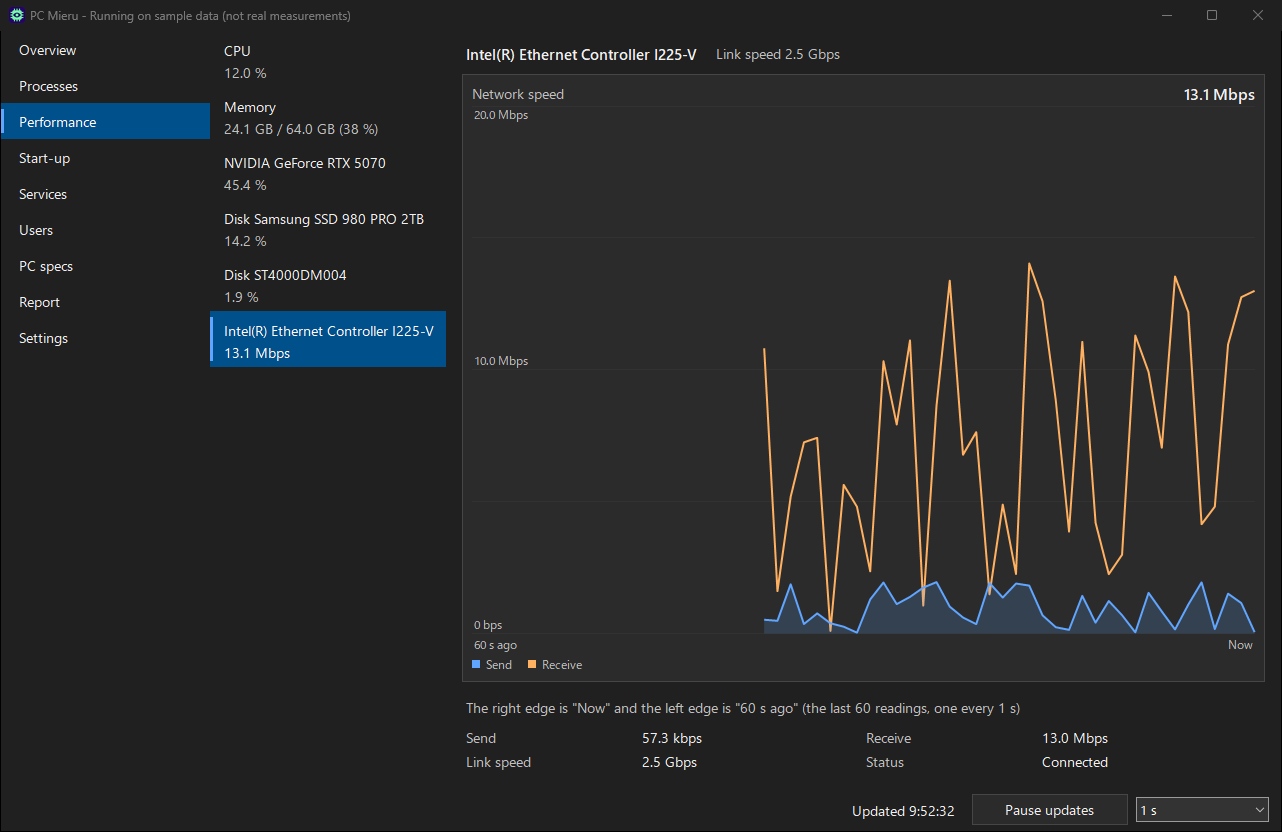 PC Mieru - Running on sample data (not real measurements)
Overview
Processes
Performance
Start-up
Services
Users
PC specs
Report
Settings
CPU
12.0 %
Memory
24.1 GB / 64.0 GB (38 %)
NVIDIA GeForce RTX 5070
45.4 %
Disk Samsung SSD 980 PRO 2TB
14.2 %
Disk ST4000DM004
1.9 %
Intel(R) Ethernet Controller I225-V
13.1 Mbps
Intel(R) Ethernet Controller I225-V Link speed 2.5 Gbps
Network speed 13.1 Mbps
20.0 Mbps
10.0 Mbps
0 bps
60 s ago Now
Send Receive
The right edge is "Now" and the left edge is "60 s ago" (the last 60 readings, one every 1 s)
Send 57.3 kbps Receive 13.0 Mbps
Link speed 2.5 Gbps Status Connected
Updated 9:52:32 Pause updates 1 s